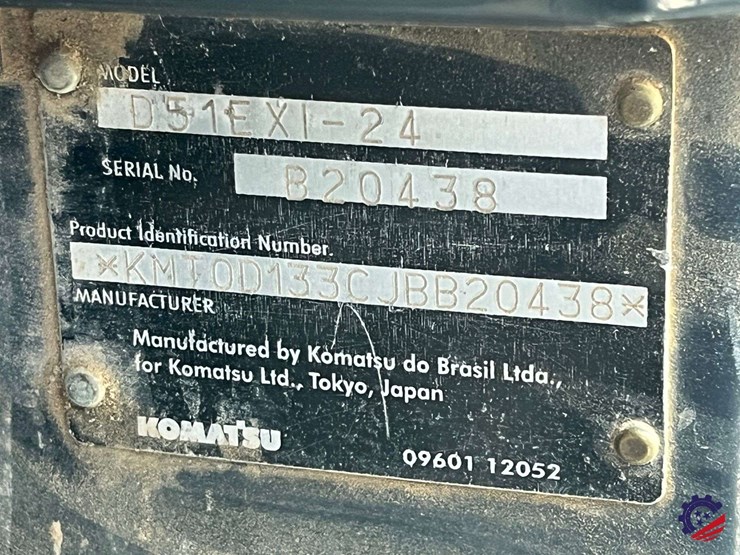 MODEL
D51EXI-24
SERIAL No.
B20438
Product Identification Number.
*KMT0D133CJBB20438*
MANUFACTURER
Manufactured by Komatsu do Brasil Ltda.,
for Komatsu Ltd., Tokyo, Japan
KOMATSU
09601 12052